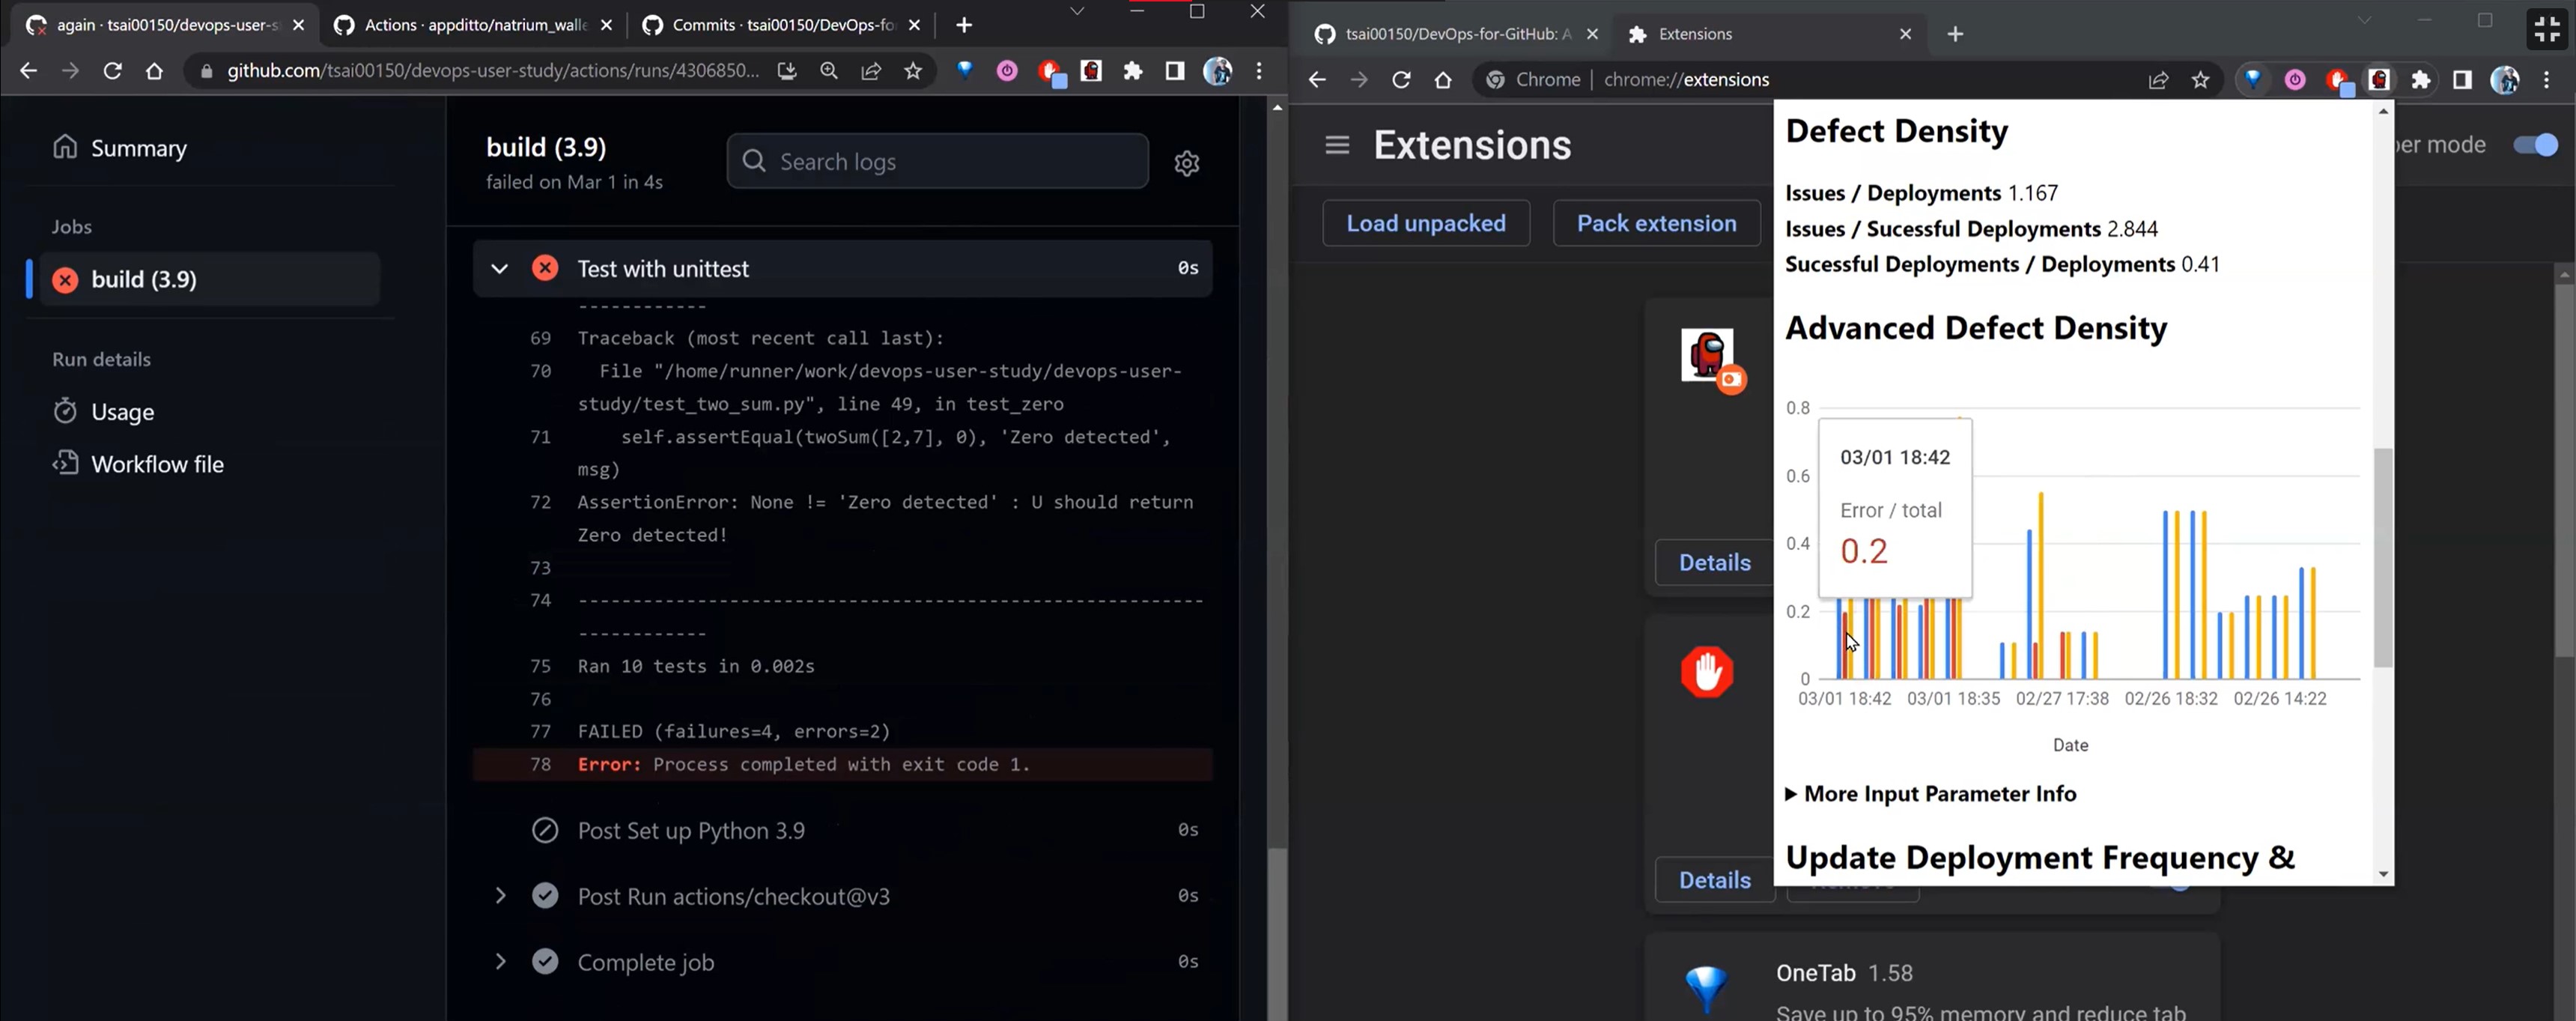 again · tsai00150/devops-user-s
Actions · appditto/natrium_walle
Commits · tsai00150/DevOps-fo
github.com/tsai00150/devops-user-study/actions/runs/4306850...
Summary
Jobs
build (3.9)
Run details
Usage
Workflow file
build (3.9)
failed on Mar 1 in 4s
Search logs
Test with unittest 0s
------------
69 Traceback (most recent call last):
70 File "/home/runner/work/devops-user-study/devops-user-
study/test_two_sum.py", line 49, in test_zero
71 self.assertEqual(twoSum([2,7], 0), 'Zero detected',
msg)
72 AssertionError: None != 'Zero detected' : U should return
Zero detected!
73
74 ----------------------------------------------------------
------------
75 Ran 10 tests in 0.002s
76
77 FAILED (failures=4, errors=2)
78 Error: Process completed with exit code 1.
Post Set up Python 3.9 0s
Post Run actions/checkout@v3 0s
Complete job 0s
tsai00150/DevOps-for-GitHub: A
Extensions
Chrome | chrome://extensions
Extensions
er mode
Load unpacked
Pack extension
Details
Details
OneTab 1.58
Save up to 95% memory and reduce tab
Defect Density
Issues / Deployments 1.167
Issues / Sucessful Deployments 2.844
Sucessful Deployments / Deployments 0.41
Advanced Defect Density
0.8
0.6
0.4
0.2
0
03/01 18:42
Error / total
0.2
03/01 18:42 03/01 18:35 02/27 17:38 02/26 18:32 02/26 14:22
Date
More Input Parameter Info
Update Deployment Frequency &